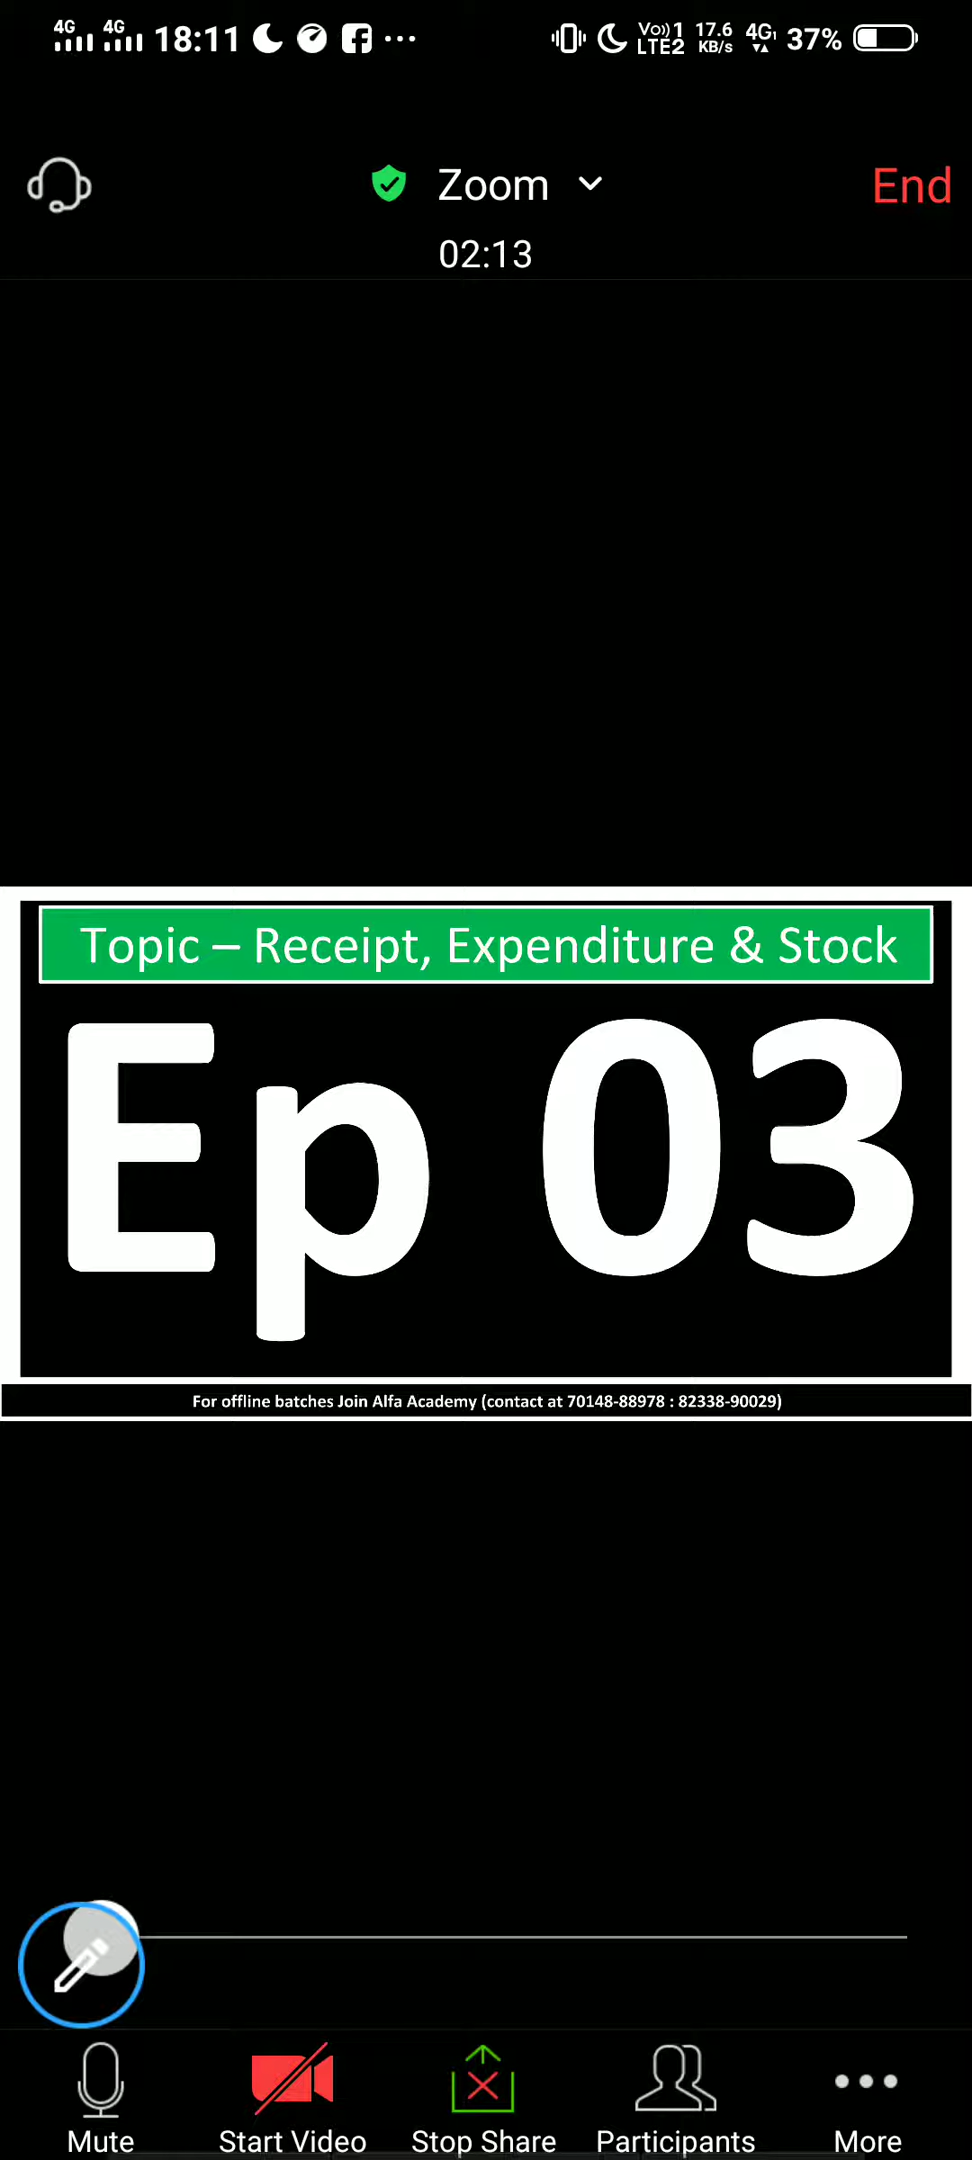 4G 4G 18:11 Vo))1 LTE2 17.6 KB/s 4G 37%
Zoom End
02:13
Topic – Receipt, Expenditure & Stock
Ep 03
For offline batches Join Alfa Academy (contact at 70148-88978 : 82338-90029)
Mute Start Video Stop Share Participants More